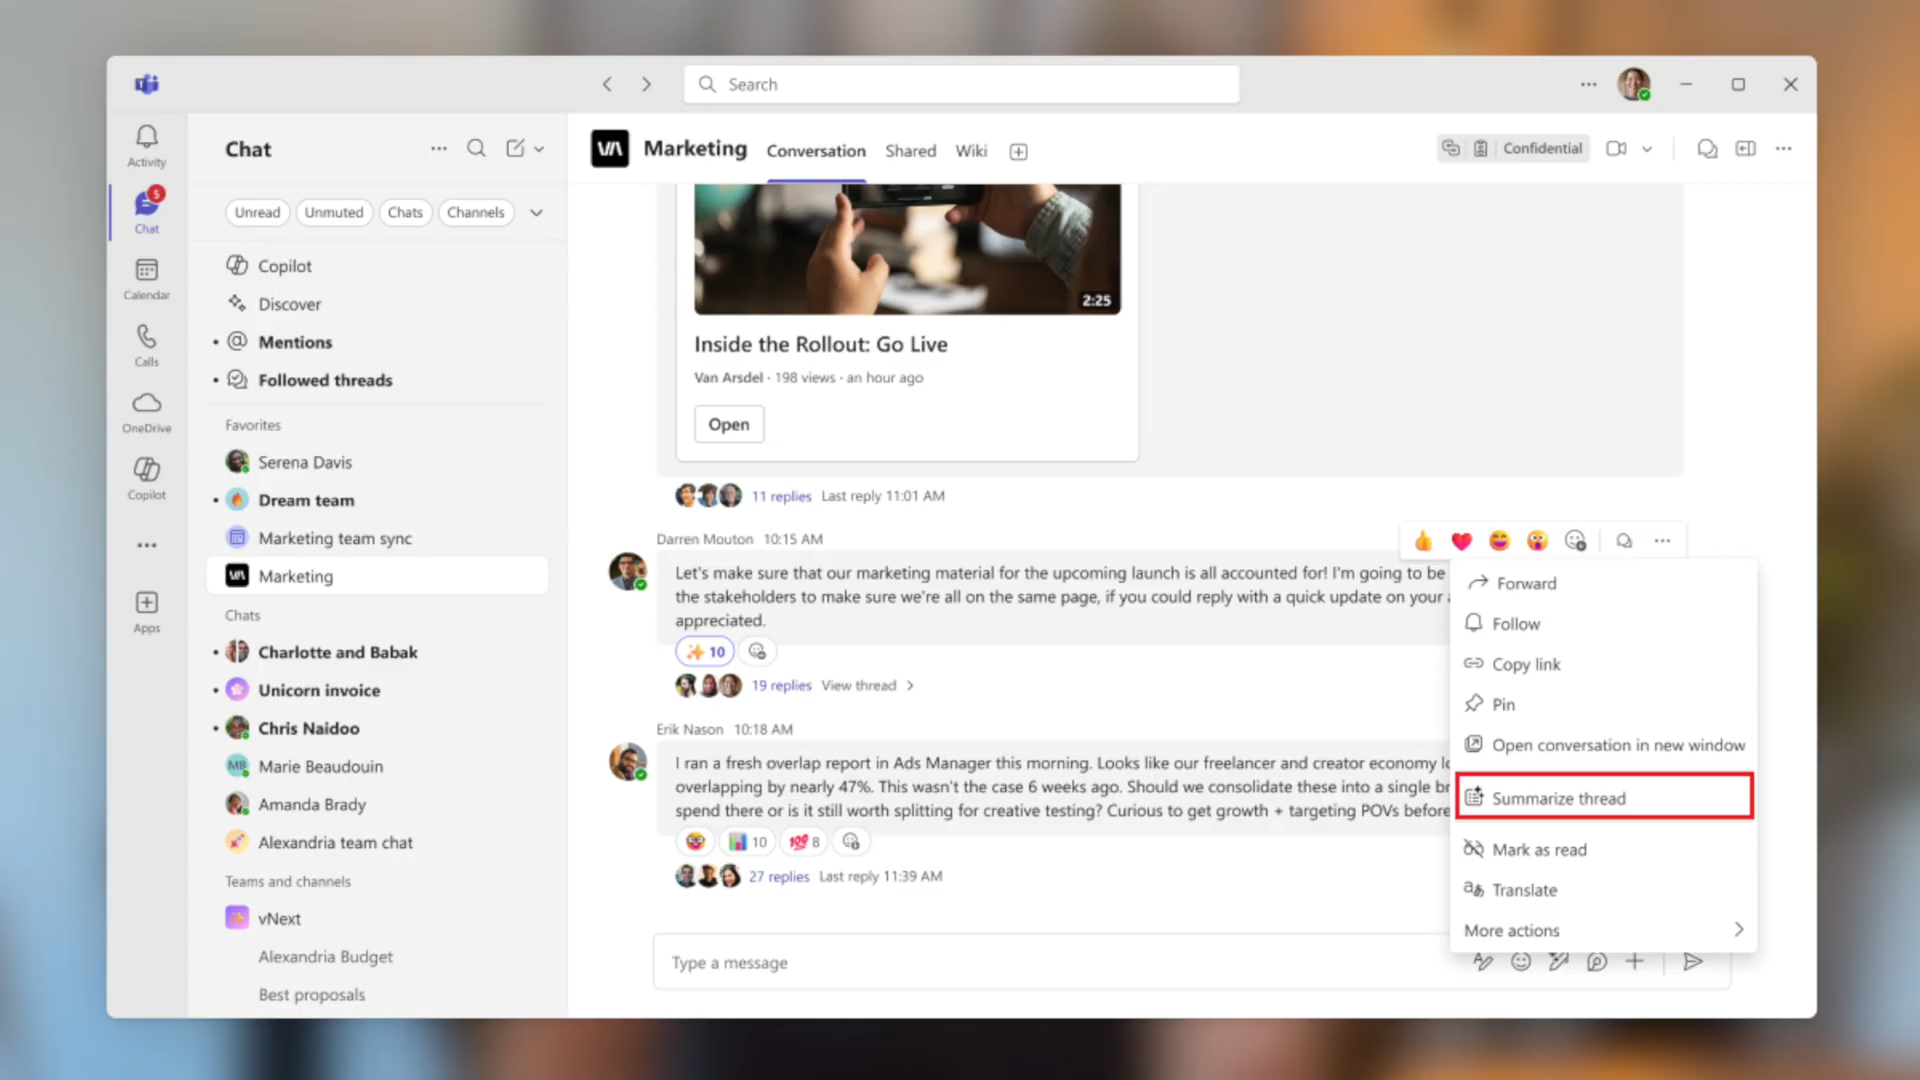 Search
Activity
5
Chat
Calendar
Calls
OneDrive
Copilot
Apps
Chat
Unread
Unmuted
Chats
Channels
Copilot
Discover
Mentions
Followed threads
Favorites
Serena Davis
Dream team
Marketing team sync
Marketing
Chats
Charlotte and Babak
Unicorn invoice
Chris Naidoo
MB Marie Beaudouin
Amanda Brady
Alexandria team chat
Teams and channels
vNext
Alexandria Budget
Best proposals
VA Marketing
Conversation
Shared
Wiki
Confidential
2:25
Inside the Rollout: Go Live
Van Arsdel · 198 views · an hour ago
Open
11 replies Last reply 11:01 AM
Darren Mouton 10:15 AM
Let's make sure that our marketing material for the upcoming launch is all accounted for! I'm going to be
the stakeholders to make sure we're all on the same page, if you could reply with a quick update on your
appreciated.
10
19 replies View thread
Erik Nason 10:18 AM
I ran a fresh overlap report in Ads Manager this morning. Looks like our freelancer and creator economy
overlapping by nearly 47%. This wasn't the case 6 weeks ago. Should we consolidate these into a single
spend there or is it still worth splitting for creative testing? Curious to get growth + targeting POVs before
10
100 8
27 replies Last reply 11:39 AM
Type a message
Forward
Follow
Copy link
Pin
Open conversation in new window
Summarize thread
Mark as read
Translate
More actions